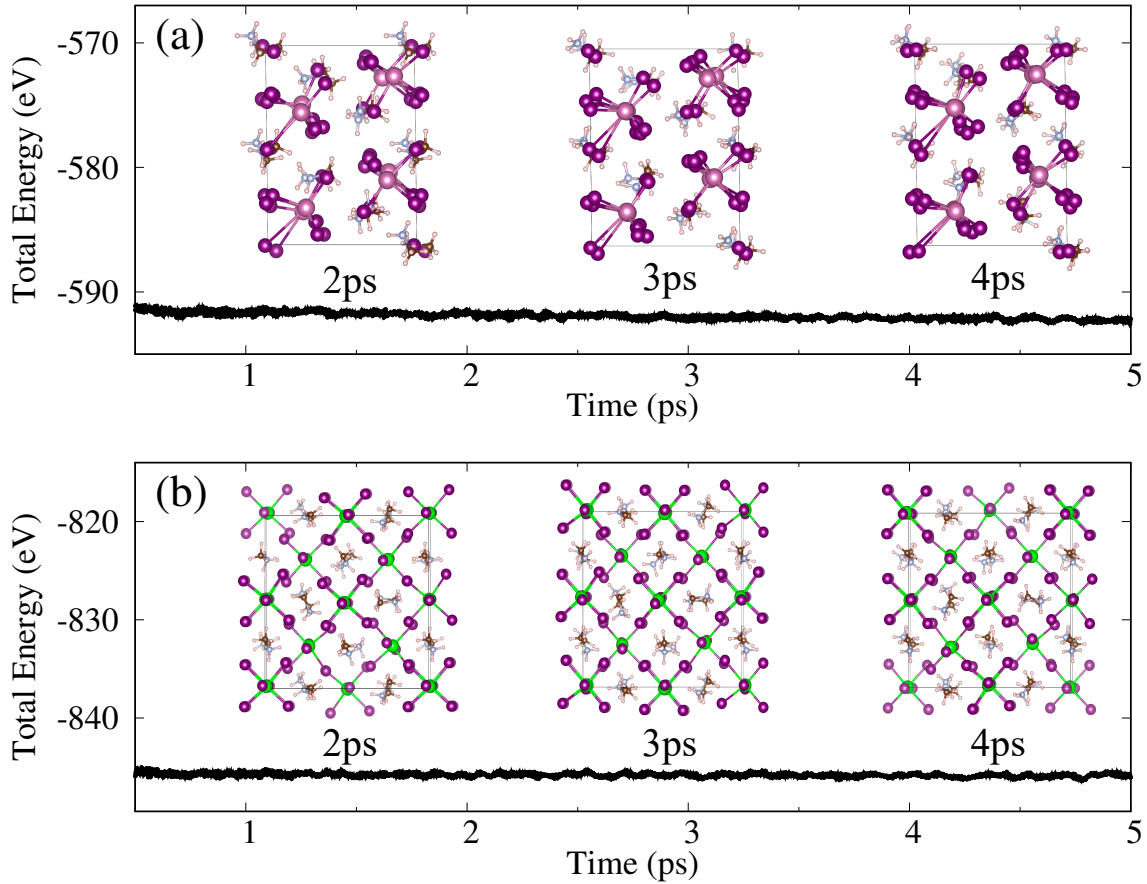 (a)
-570
-580
-590
Total Energy (eV)
2ps 3ps 4ps
1 2 3 4 5
Time (ps)
(b)
-820
-830
-840
Total Energy (eV)
2ps 3ps 4ps
1 2 3 4 5
Time (ps)